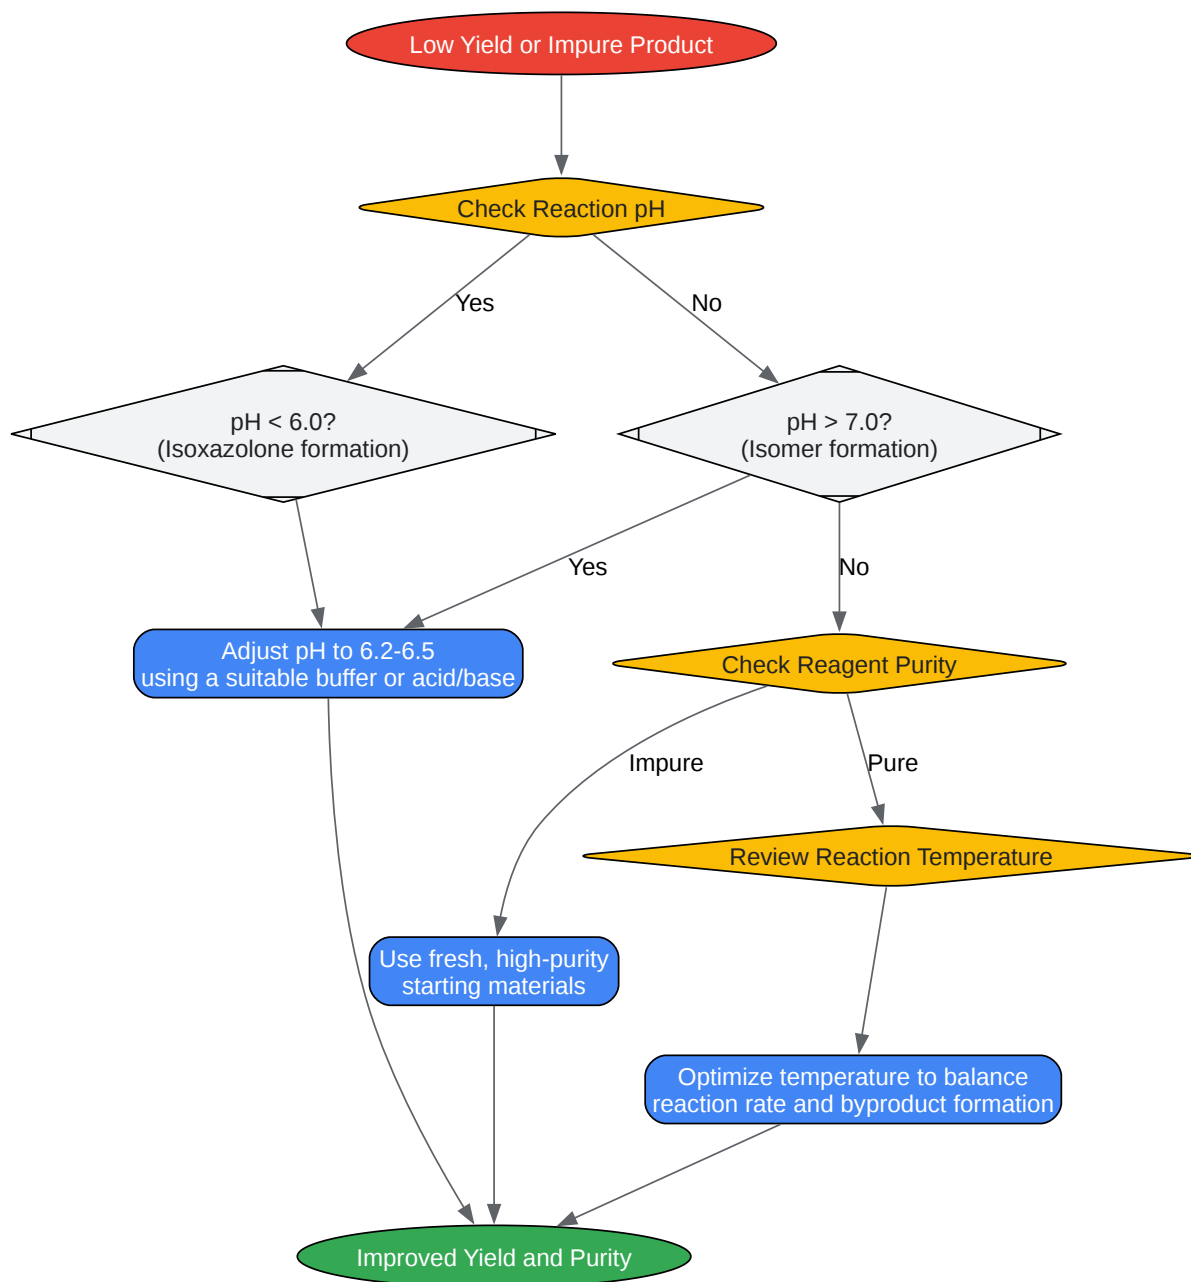 Low Yield or Impure Product
Check Reaction pH
Yes
No
pH < 6.0?
(Isoxazolone formation)
pH > 7.0?
(Isomer formation)
Yes
No
Adjust pH to 6.2-6.5
using a suitable buffer or acid/base
Check Reagent Purity
Impure
Pure
Review Reaction Temperature
Use fresh, high-purity
starting materials
Optimize temperature to balance
reaction rate and byproduct formation
Improved Yield and Purity